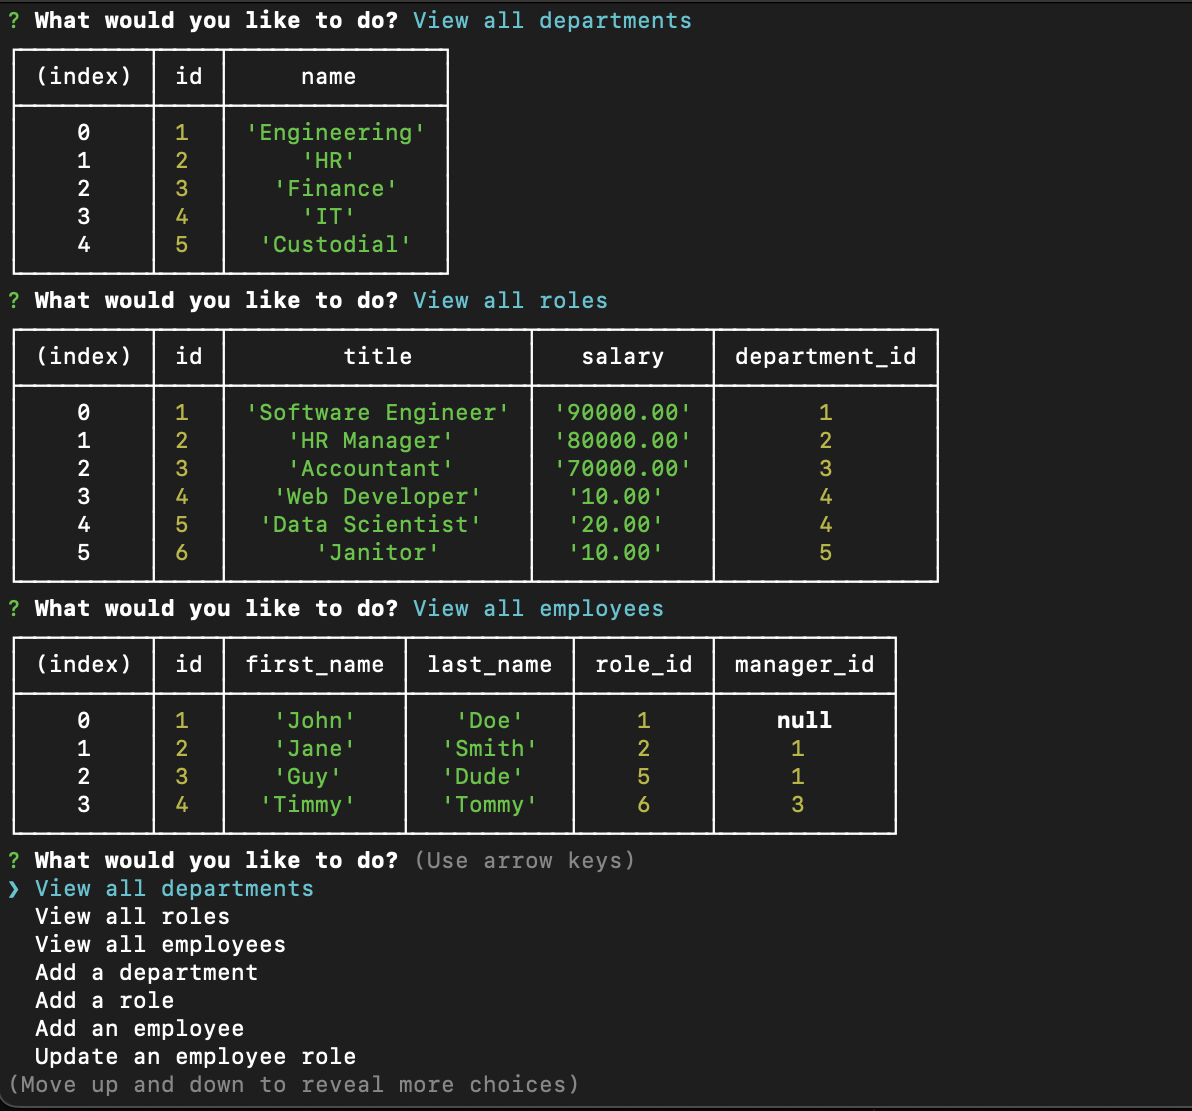 ? What would you like to do? View all departments
(index) id name
0 1 'Engineering'
1 2 'HR'
2 3 'Finance'
3 4 'IT'
4 5 'Custodial'
? What would you like to do? View all roles
(index) id title salary department_id
0 1 'Software Engineer' '90000.00' 1
1 2 'HR Manager' '80000.00' 2
2 3 'Accountant' '70000.00' 3
3 4 'Web Developer' '10.00' 4
4 5 'Data Scientist' '20.00' 4
5 6 'Janitor' '10.00' 5
? What would you like to do? View all employees
(index) id first_name last_name role_id manager_id
0 1 'John' 'Doe' 1 null
1 2 'Jane' 'Smith' 2 1
2 3 'Guy' 'Dude' 5 1
3 4 'Timmy' 'Tommy' 6 3
? What would you like to do? (Use arrow keys)
❯ View all departments
View all roles
View all employees
Add a department
Add a role
Add an employee
Update an employee role
(Move up and down to reveal more choices)